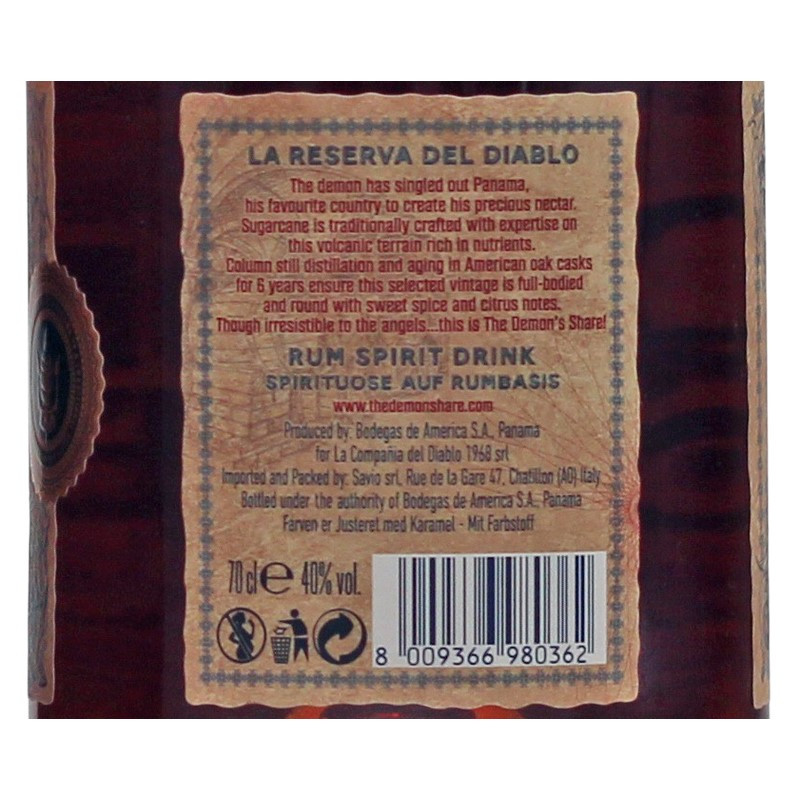 LA RESERVA DEL DIABLO
The demon has singled out Panama,
his favourite country to create his precious nectar.
Sugarcane is traditionally crafted with expertise on
this volcanic terrain rich in nutrients.
Column still distillation and aging in American oak casks
for 6 years ensure this selected vintage is full-bodied
and round with sweet spice and citrus notes.
Though irresistible to the angels...this is The Demon's Share!
RUM SPIRIT DRINK
SPIRITUOSE AUF RUMBASIS
www.thedemonshare.com
Produced by: Bodegas de America S.A., Panama
for La Compañia del Diablo 1968 srl
Imported and Packed by: Savio srl, Rue de la Gare 47, Chatillon (AO) Italy
Bottled under the authority of Bodegas de America S.A., Panama
Farven er Justeret med Karamel - Mit Farbstoff
70 cl e 40% vol.
8 009366 980362